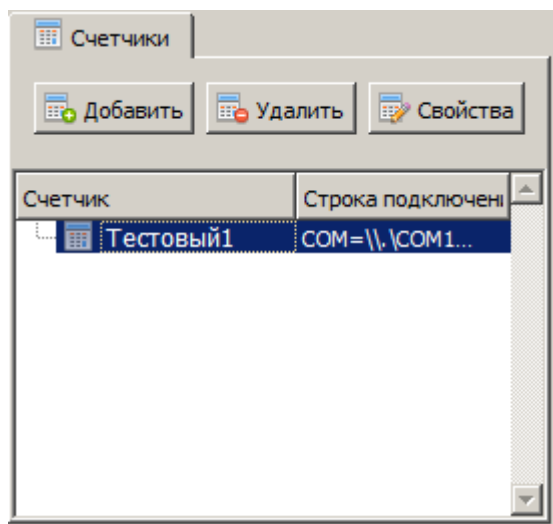 Счетчики
Добавить Удалить Свойства
Счетчик Строка подключени
Тестовый1 COM=\\.\COM1...